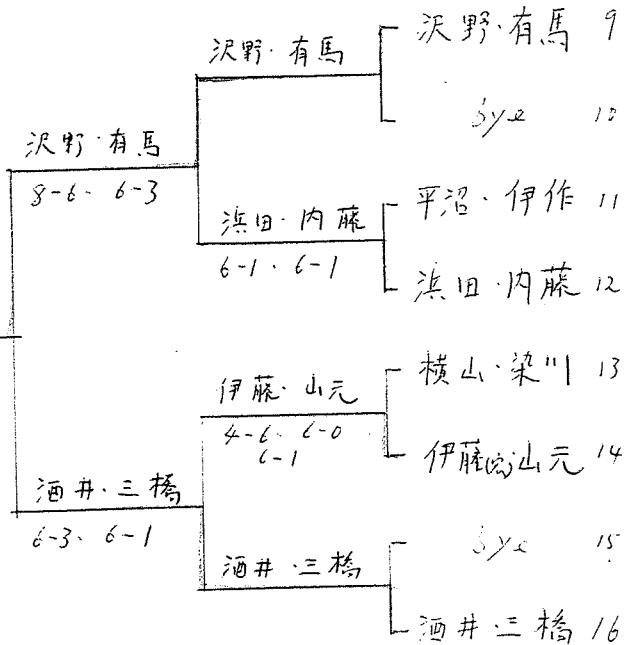 沢野・有馬 9
bye 10
平沼・伊作 11
浜田・内藤 12
横山・染川 13
伊藤(宏)山元 14
bye 15
酒井・三橋 16
沢野・有馬
浜田・内藤
6-1・6-1
伊藤・山元
4-6・6-0
6-1
酒井・三橋
沢野・有馬
8-6・6-3
酒井・三橋
6-3・6-1